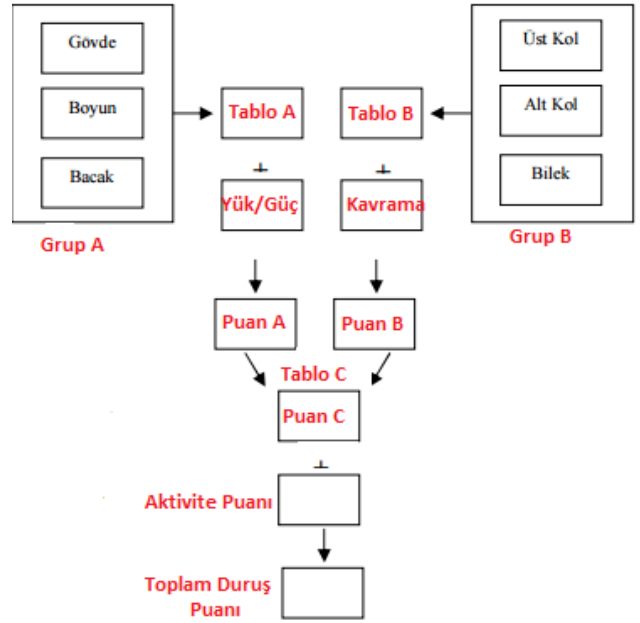 Gövde
Boyun
Bacak
Grup A
Tablo A
Tablo B
Üst Kol
Alt Kol
Bilek
Grup B
+
+
Yük/Güç
Kavrama
Puan A
Puan B
Tablo C
Puan C
+
Aktivite Puanı
Toplam Duruş
Puanı